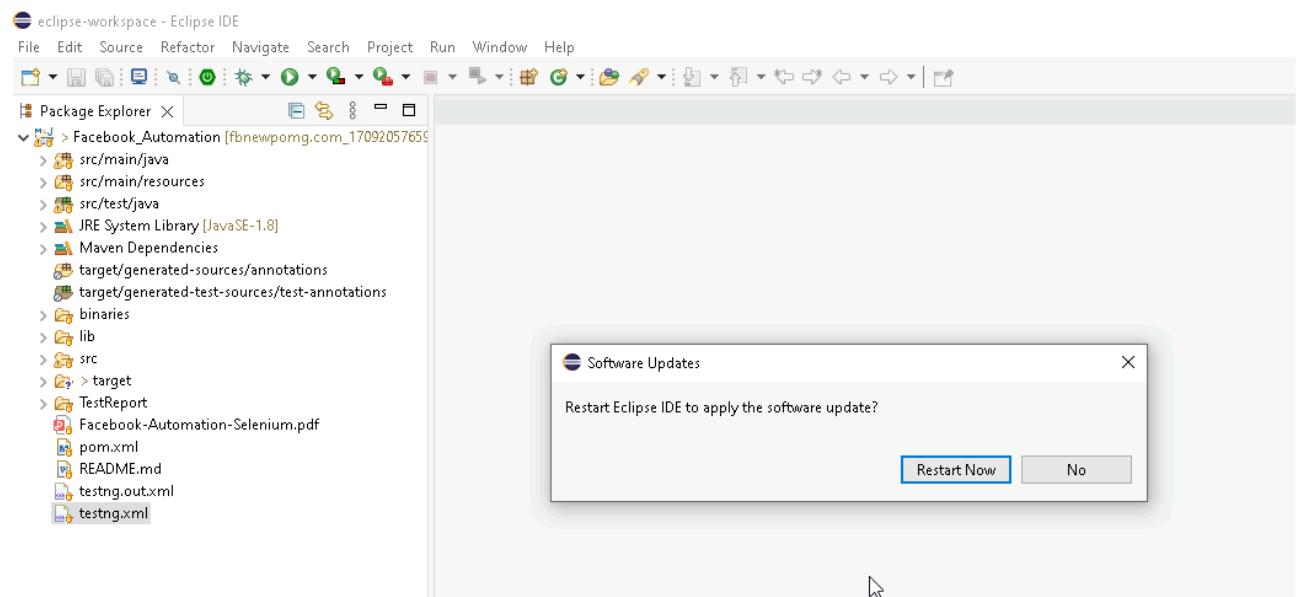 eclipse-workspace - Eclipse IDE
File Edit Source Refactor Navigate Search Project Run Window Help
Package Explorer
> Facebook_Automation [fbnewpomg.com_17092057659
src/main/java
src/main/resources
src/test/java
JRE System Library [JavaSE-1.8]
Maven Dependencies
target/generated-sources/annotations
target/generated-test-sources/test-annotations
binaries
lib
src
> target
TestReport
Facebook-Automation-Selenium.pdf
pom.xml
README.md
testng.out.xml
testng.xml
Software Updates
Restart Eclipse IDE to apply the software update?
Restart Now
No